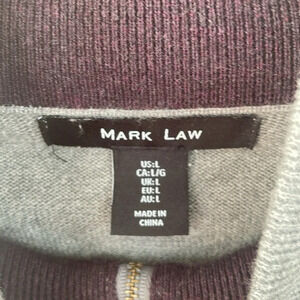 MARK LAW
US:L
CA:L/G
UK:L
EU:L
AU:L
MADE IN
CHINA